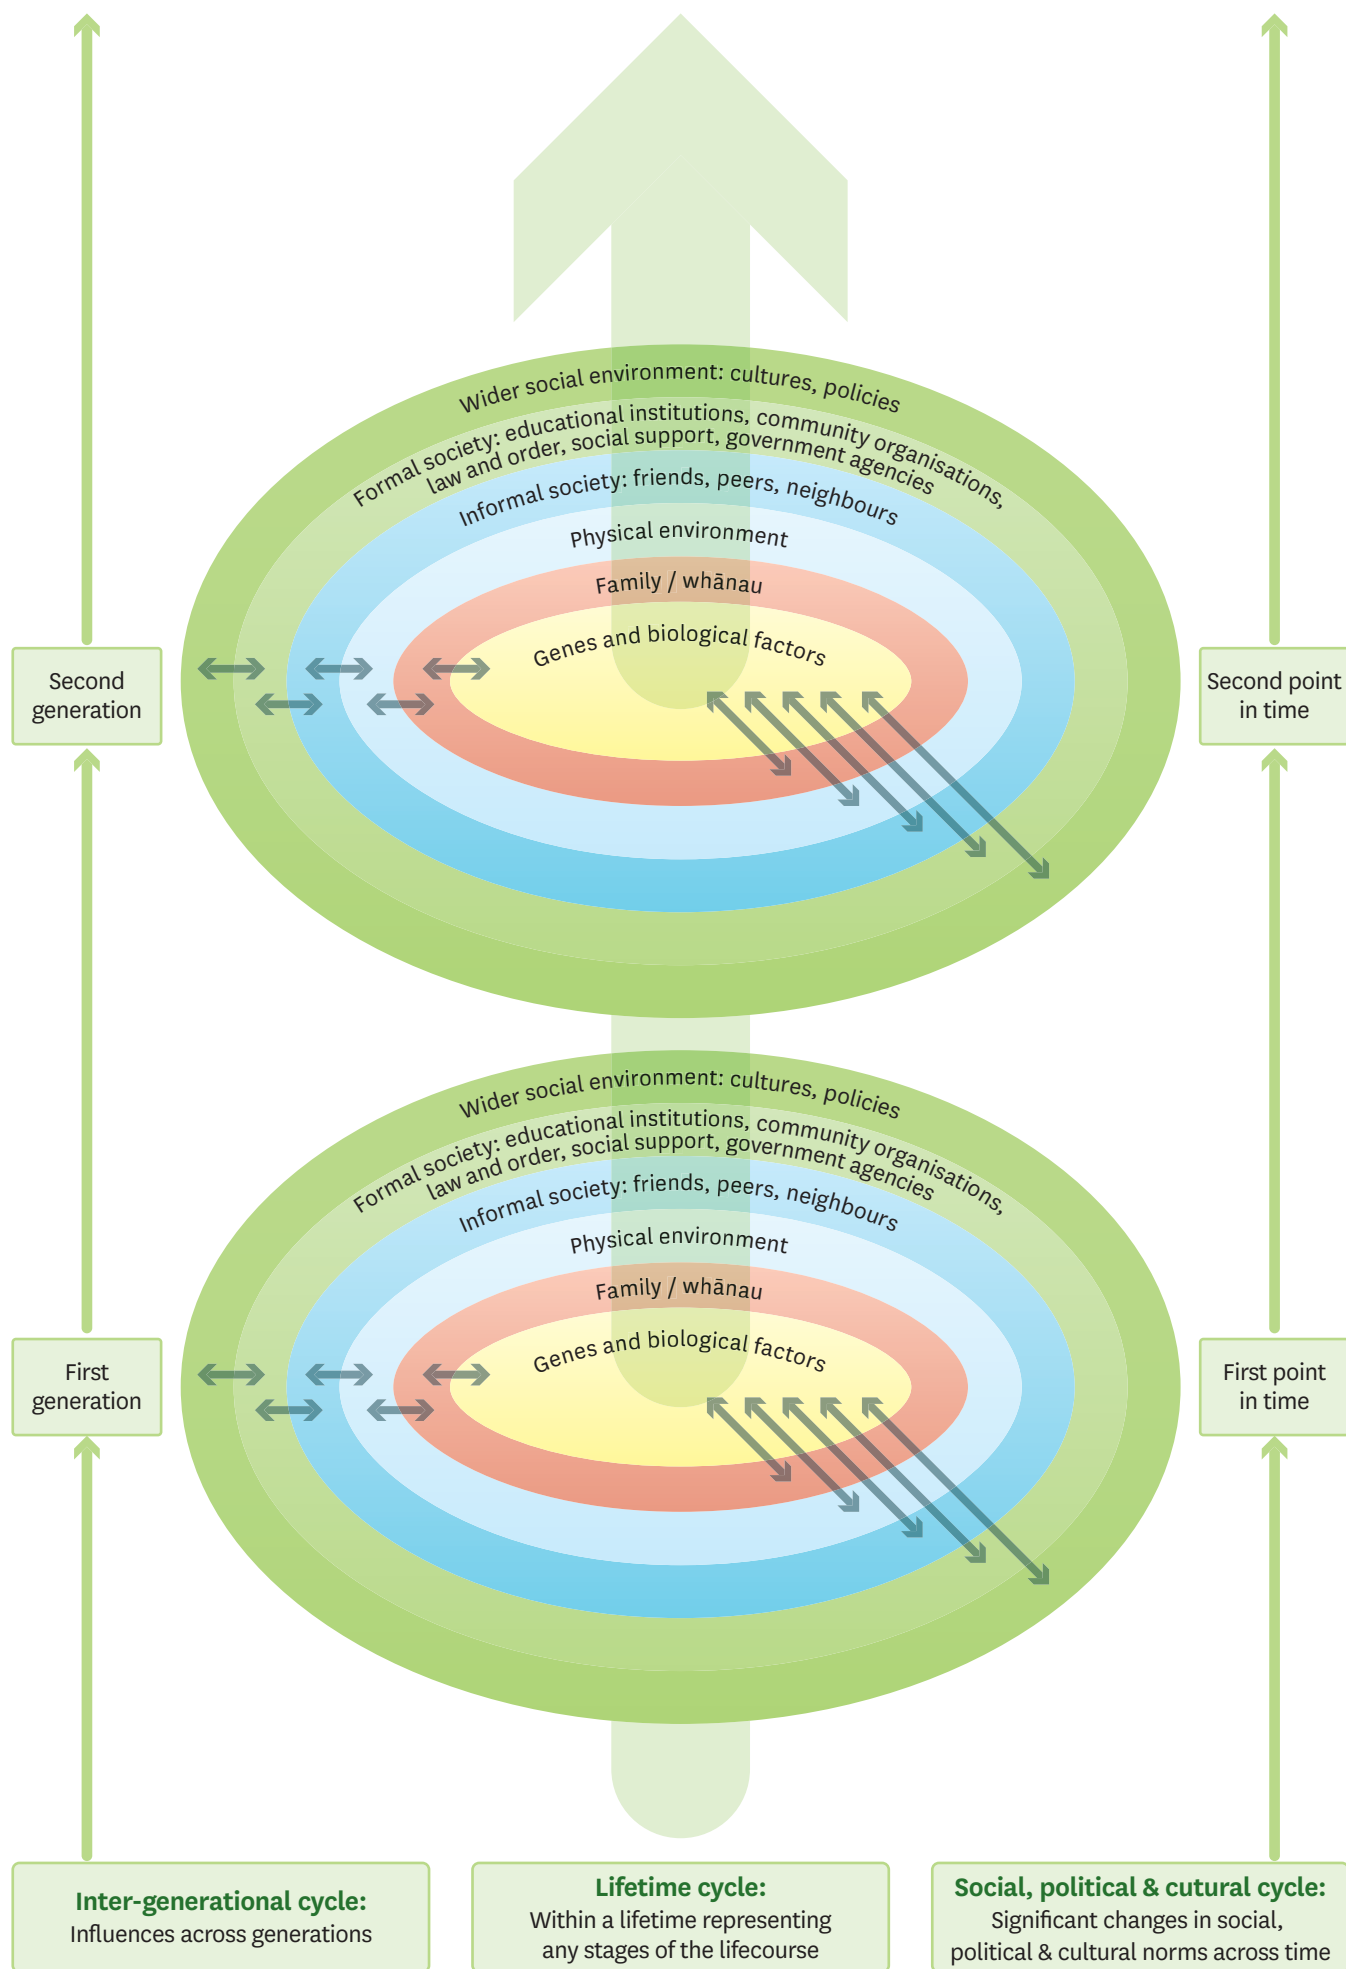 Wider social environment: cultures, policies
Formal society: educational institutions, community organisations,
law and order, social support, government agencies
Informal society: friends, peers, neighbours
Physical environment
Family / whānau
Genes and biological factors
Second
generation
Second point
in time
Wider social environment: cultures, policies
Formal society: educational institutions, community organisations,
law and order, social support, government agencies
Informal society: friends, peers, neighbours
Physical environment
Family / whānau
Genes and biological factors
First
generation
First point
in time
Inter-generational cycle:
Influences across generations
Lifetime cycle:
Within a lifetime representing
any stages of the lifecourse
Social, political & cutural cycle:
Significant changes in social,
political & cultural norms across time